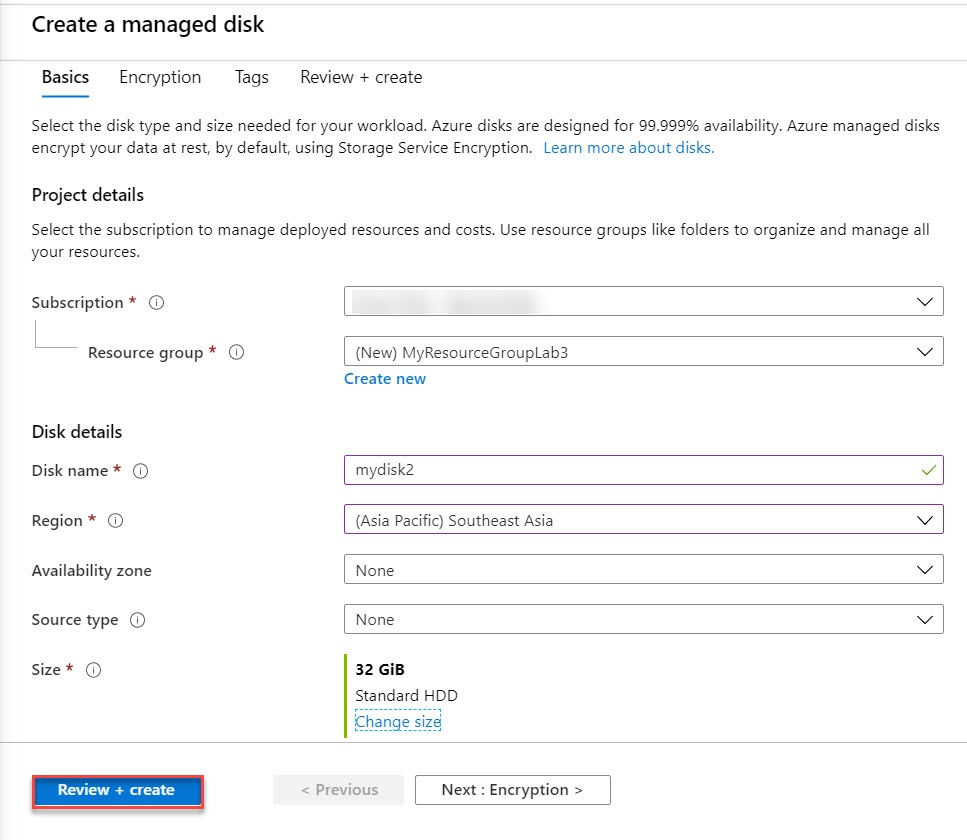 Create a managed disk
Basics Encryption Tags Review + create
Select the disk type and size needed for your workload. Azure disks are designed for 99.999% availability. Azure managed disks
encrypt your data at rest, by default, using Storage Service Encryption. Learn more about disks.
Project details
Select the subscription to manage deployed resources and costs. Use resource groups like folders to organize and manage all
your resources.
Subscription *
Resource group * (New) MyResourceGroupLab3
Create new
Disk details
Disk name * mydisk2
Region * (Asia Pacific) Southeast Asia
Availability zone None
Source type None
Size * 32 GiB
Standard HDD
Change size
Review + create < Previous Next : Encryption >